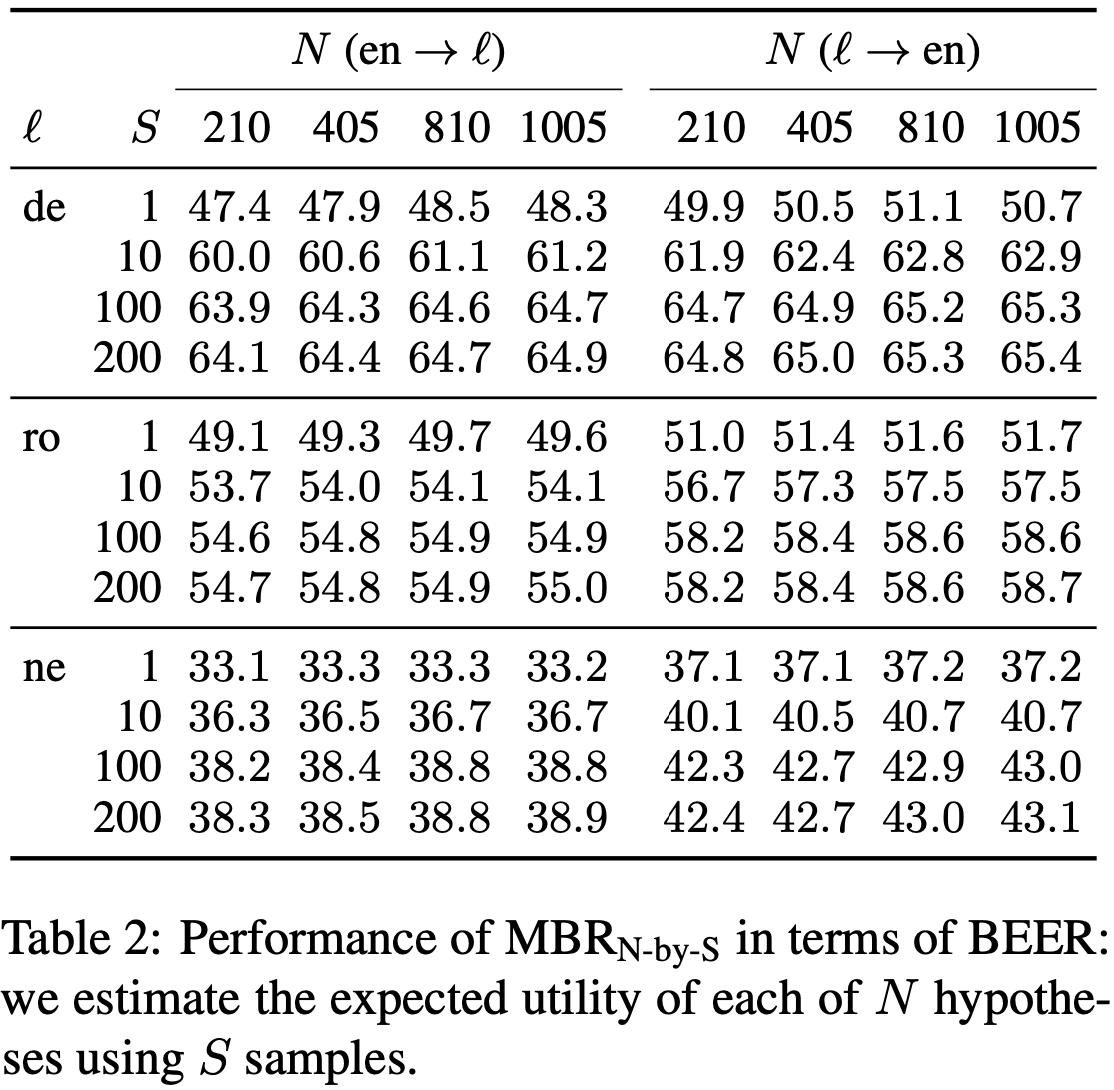 N (en → ℓ) N (ℓ → en)
ℓ S 210 405 810 1005 210 405 810 1005
de 1 47.4 47.9 48.5 48.3 49.9 50.5 51.1 50.7
10 60.0 60.6 61.1 61.2 61.9 62.4 62.8 62.9
100 63.9 64.3 64.6 64.7 64.7 64.9 65.2 65.3
200 64.1 64.4 64.7 64.9 64.8 65.0 65.3 65.4
ro 1 49.1 49.3 49.7 49.6 51.0 51.4 51.6 51.7
10 53.7 54.0 54.1 54.1 56.7 57.3 57.5 57.5
100 54.6 54.8 54.9 54.9 58.2 58.4 58.6 58.6
200 54.7 54.8 54.9 55.0 58.2 58.4 58.6 58.7
ne 1 33.1 33.3 33.3 33.2 37.1 37.1 37.2 37.2
10 36.3 36.5 36.7 36.7 40.1 40.5 40.7 40.7
100 38.2 38.4 38.8 38.8 42.3 42.7 42.9 43.0
200 38.3 38.5 38.8 38.9 42.4 42.7 43.0 43.1
Table 2: Performance of MBR_N-by-S in terms of BEER:
we estimate the expected utility of each of N hypothe-
ses using S samples.